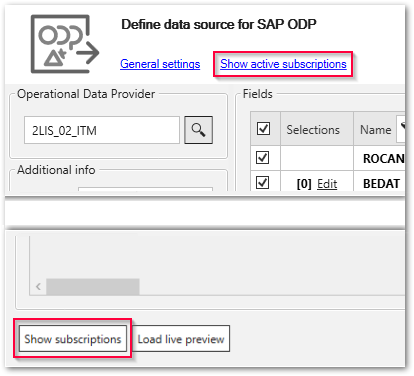 ODP
Define data source for SAP ODP
General settings Show active subscriptions
Operational Data Provider
2LIS_02_ITM
Additional info
Fields
Selections Name
ROCAN
[0] Edit BEDAT
Show subscriptions Load live preview